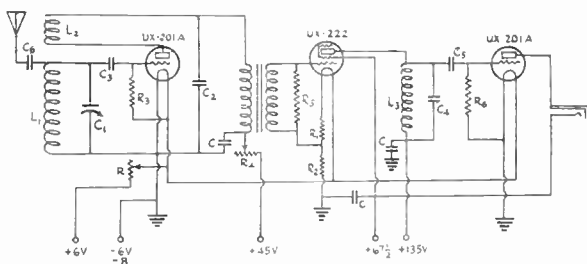 UX-201A
UX-222
UX-201A
L2
C6
C3
R3
C2
C5
L1
C1
R5
L3
C4
R6
C
R4
R1
R2
C
R
C
+6V
-6V
-B
+45V
+67½
+135V